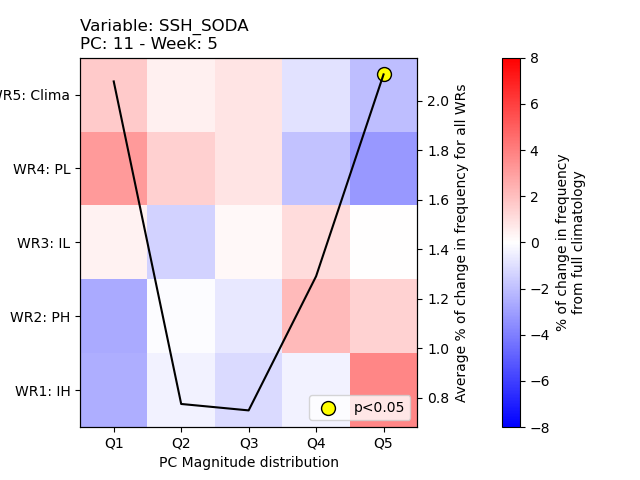 Variable: SSH_SODA
PC: 11 - Week: 5
WR5: Clima
WR4: PL
WR3: IL
WR2: PH
WR1: IH
Q1 Q2 Q3 Q4 Q5
PC Magnitude distribution
2.0
1.8
1.6
1.4
1.2
1.0
0.8
Average % of change in frequency for all WRs
p<0.05
8
6
4
2
0
−2
−4
−6
−8
% of change in frequency
from full climatology